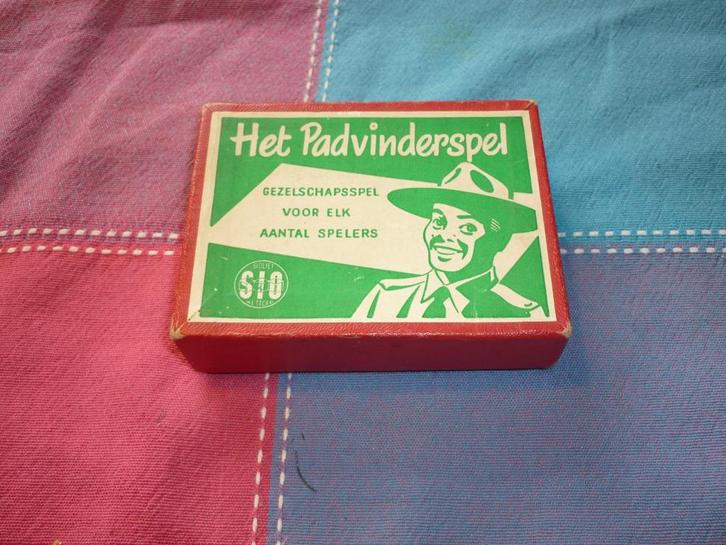 Het Padvinderspel
GEZELSCHAPSSPEL
VOOR ELK
AANTAL SPELERS
SIO